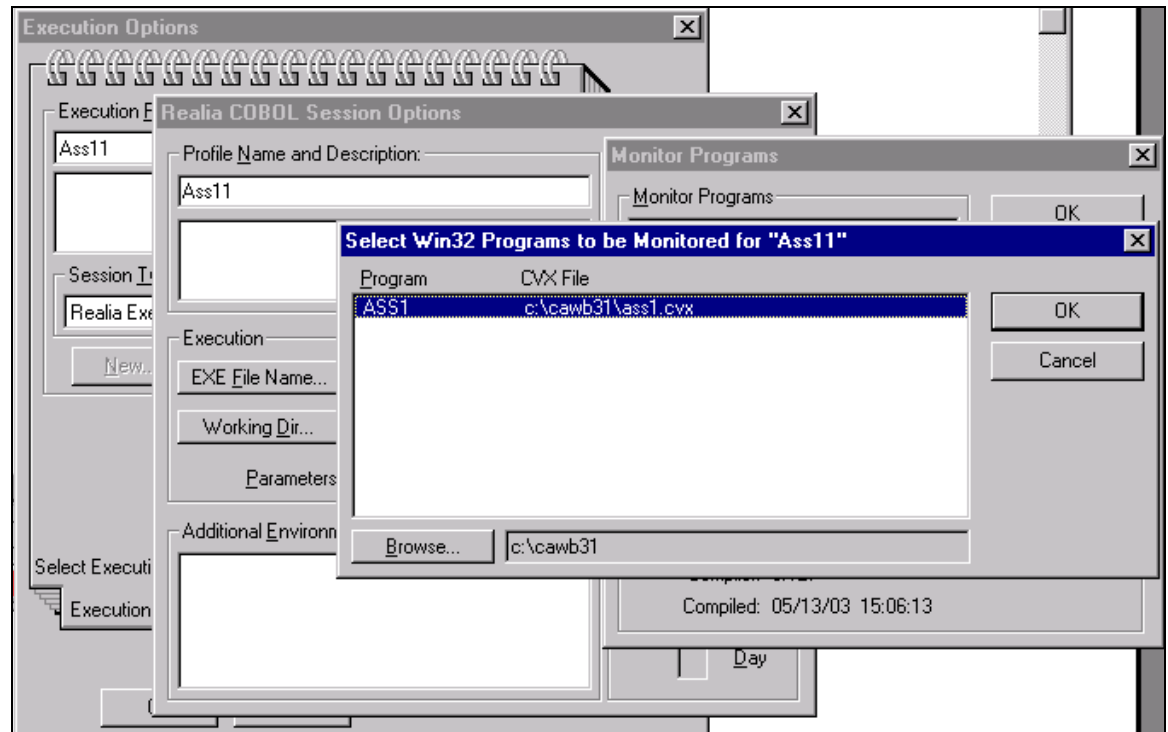 Execution Options
Execution
Ass11
Session
Realia
New..
Select
Execution
Realia COBOL Session Options
Profile Name and Description:
Ass11
Execution
EXE File Name...
Working Dir...
Parameters
Additional
Monitor Programs
Monitor Programs
OK
Compiled: 05/13/03 15:06:13
Day
Select Win32 Programs to be Monitored for "Ass11"
Program CVX File
ASS1 c:\cawb31\ass1.cvx
OK
Cancel
Browse... c:\cawb31